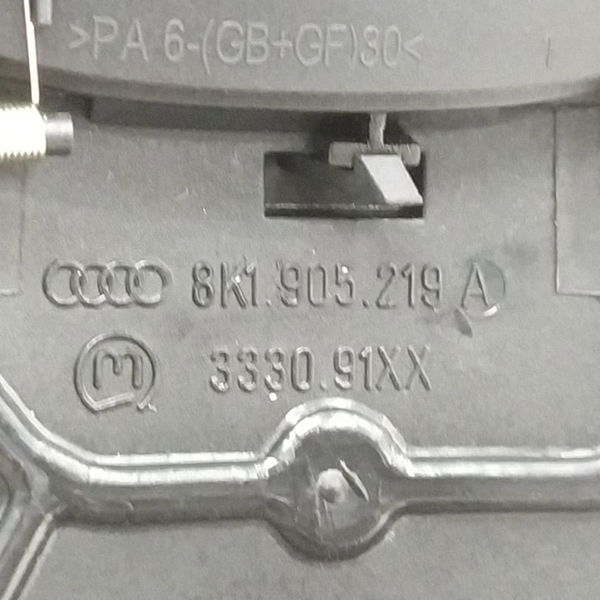 >PA 6-(GB+GF)30<
8K1.905.219 A
m 3330.91XX